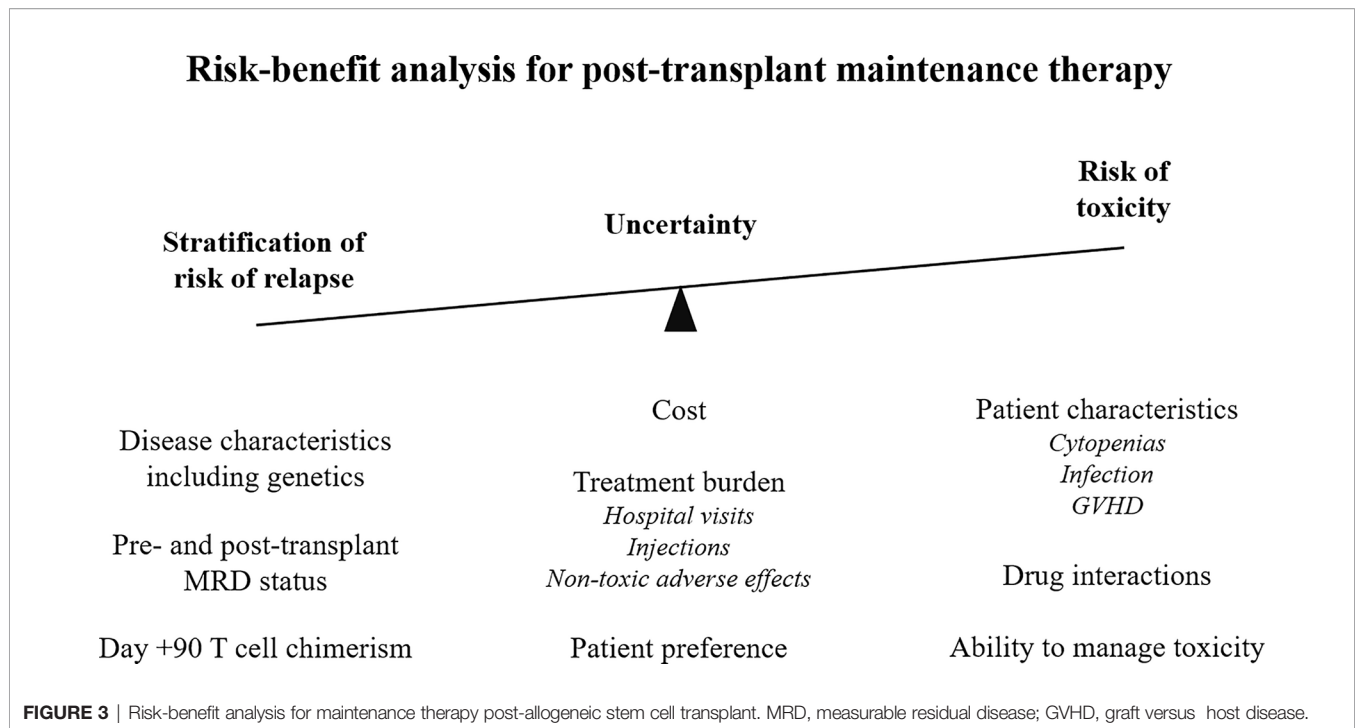 Risk-benefit analysis for post-transplant maintenance therapy
Stratification of
risk of relapse
Uncertainty
Risk of
toxicity
Disease characteristics
including genetics
Pre- and post-transplant
MRD status
Day +90 T cell chimerism
Cost
Treatment burden
Hospital visits
Injections
Non-toxic adverse effects
Patient preference
Patient characteristics
Cytopenias
Infection
GVHD
Drug interactions
Ability to manage toxicity
FIGURE 3 | Risk-benefit analysis for maintenance therapy post-allogeneic stem cell transplant. MRD, measurable residual disease; GVHD, graft versus host disease.